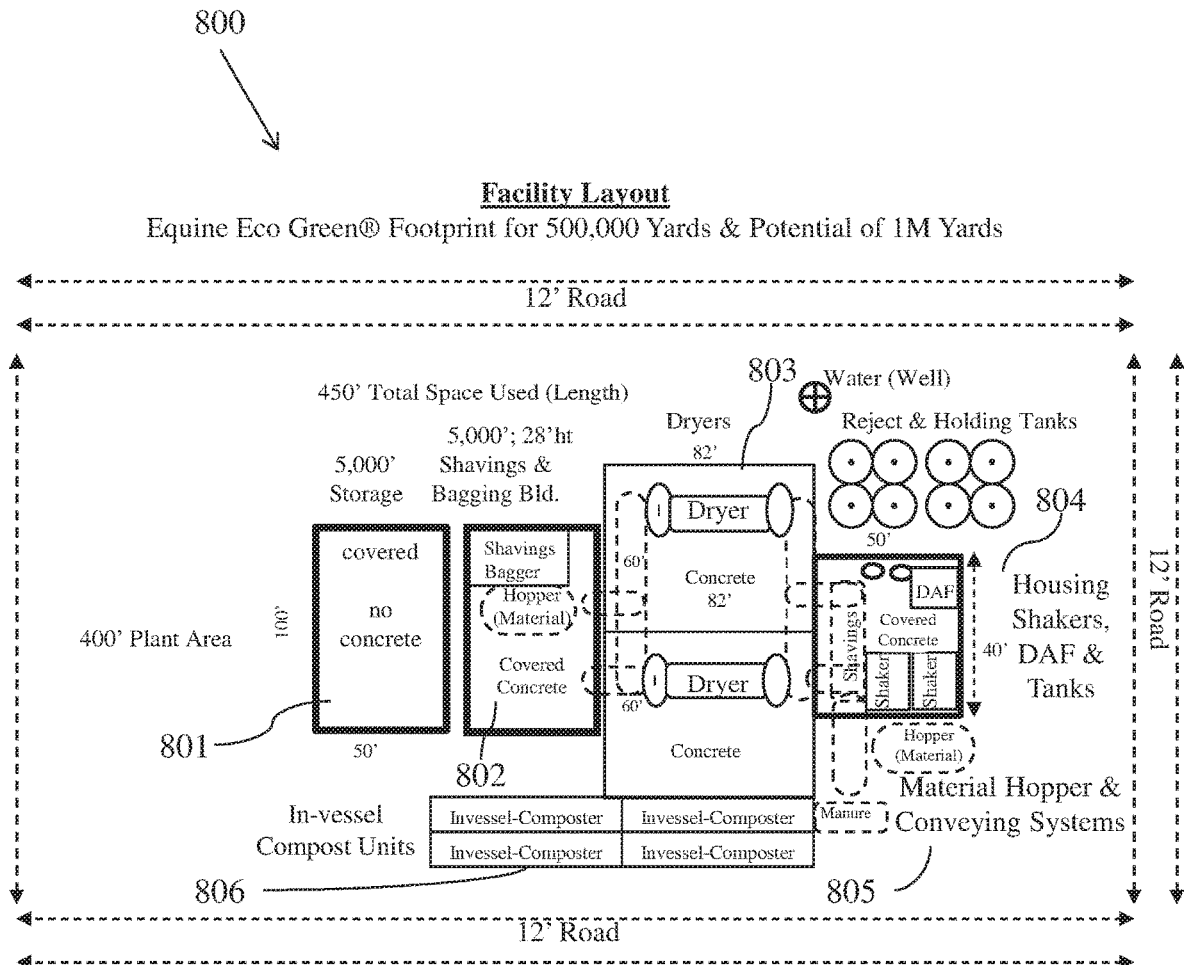 800
Facility Layout
Equine Eco Green® Footprint for 500,000 Yards & Potential of 1M Yards
12' Road
450' Total Space Used (Length)
803
Water (Well)
Dryers
82'
Reject & Holding Tanks
5,000'
Storage
5,000'; 28'ht
Shavings &
Bagging Bld.
804
400' Plant Area
100'
covered
no
concrete
801
50'
Shavings
Bagger
Hopper
(Material)
Covered
Concrete
802
Dryer
60'
Concrete
82'
Dryer
60'
Concrete
50'
DAF
Covered
Concrete
Shavings
Shaker
Shaker
40'
Housing
Shakers,
DAF &
Tanks
12' Road
Hopper
(Material)
Manure
Material Hopper &
Conveying Systems
805
In-vessel
Compost Units
Invessel-Composter
Invessel-Composter
Invessel-Composter
Invessel-Composter
806
12' Road